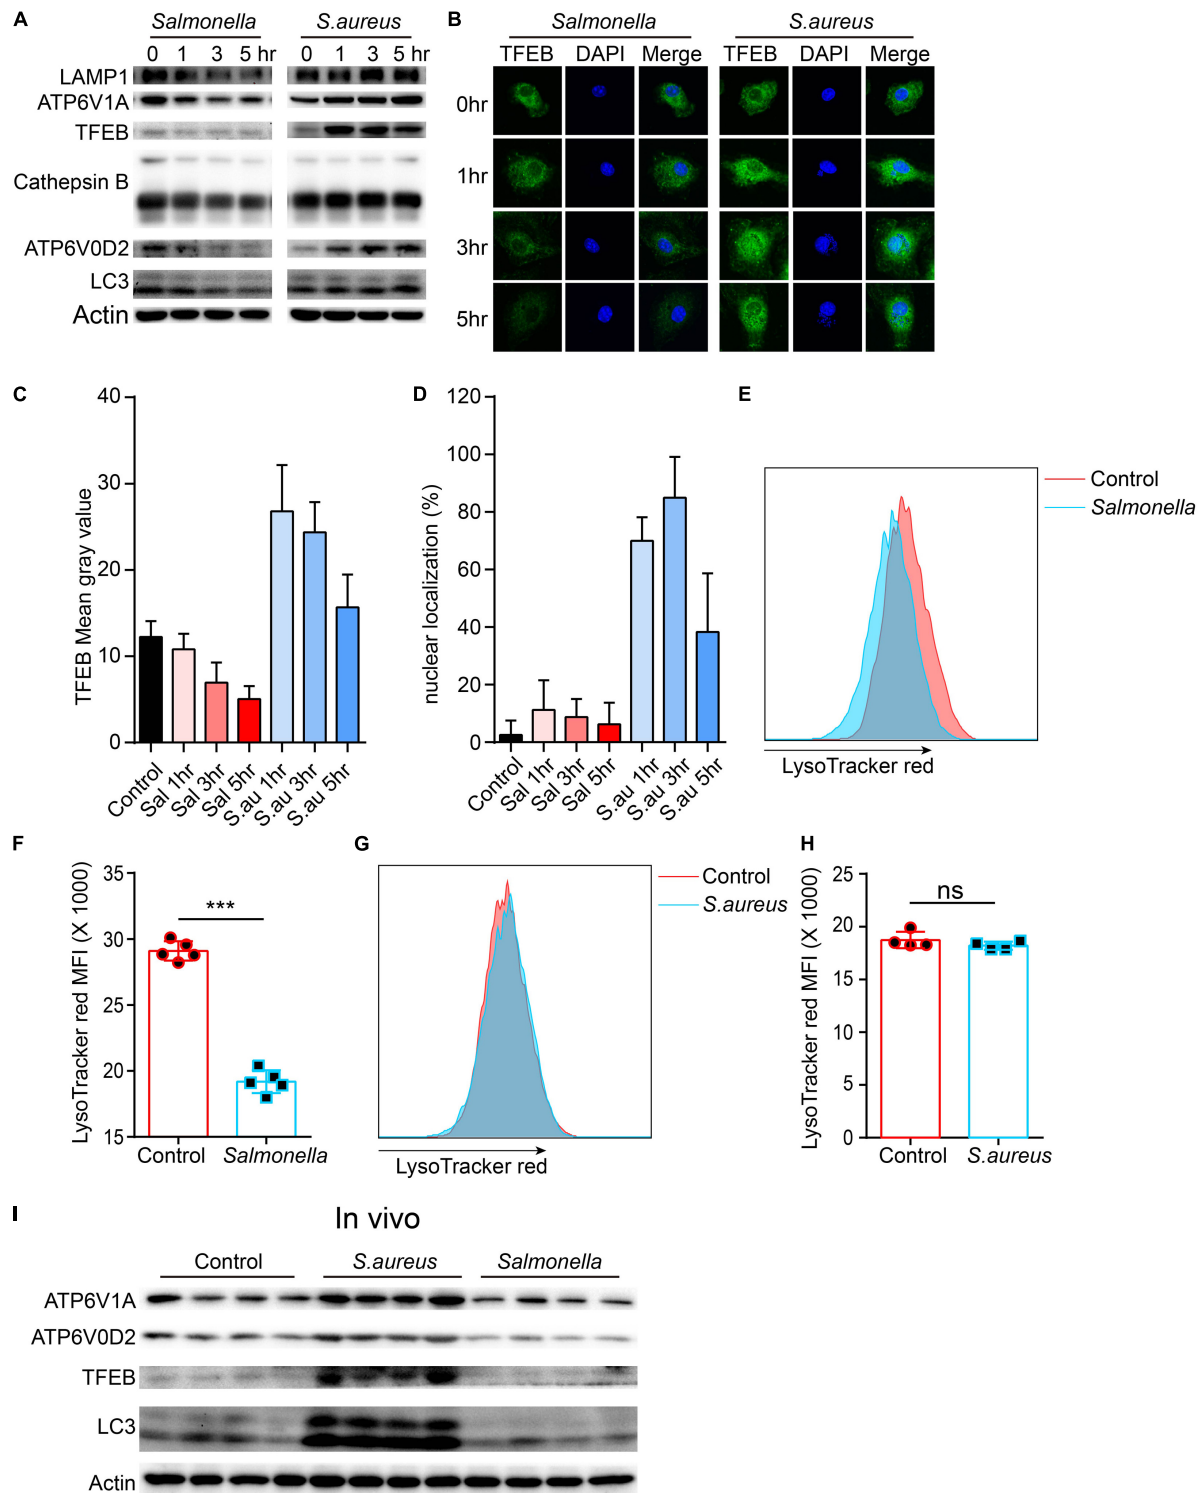 A
Salmonella
S.aureus
0 1 3 5 hr 0 1 3 5 hr
LAMP1
ATP6V1A
TFEB
Cathepsin B
ATP6V0D2
LC3
Actin
B
Salmonella
S.aureus
TFEB DAPI Merge TFEB DAPI Merge
0hr
1hr
3hr
5hr
C
TFEB Mean gray value
40
30
20
10
0
Control
Sal 1hr
Sal 3hr
Sal 5hr
S.au 1hr
S.au 3hr
S.au 5hr
D
nuclear localization (%)
120
100
80
60
40
20
0
Control
Sal 1hr
Sal 3hr
Sal 5hr
S.au 1hr
S.au 3hr
S.au 5hr
E
Control
Salmonella
LysoTracker red
F
LysoTracker red MFI (X 1000)
35
30
25
20
15
***
Control
Salmonella
G
Control
S.aureus
LysoTracker red
H
LysoTracker red MFI (X 1000)
25
20
15
10
5
0
ns
Control
S.aureus
I
In vivo
Control
S.aureus
Salmonella
ATP6V1A
ATP6V0D2
TFEB
LC3
Actin